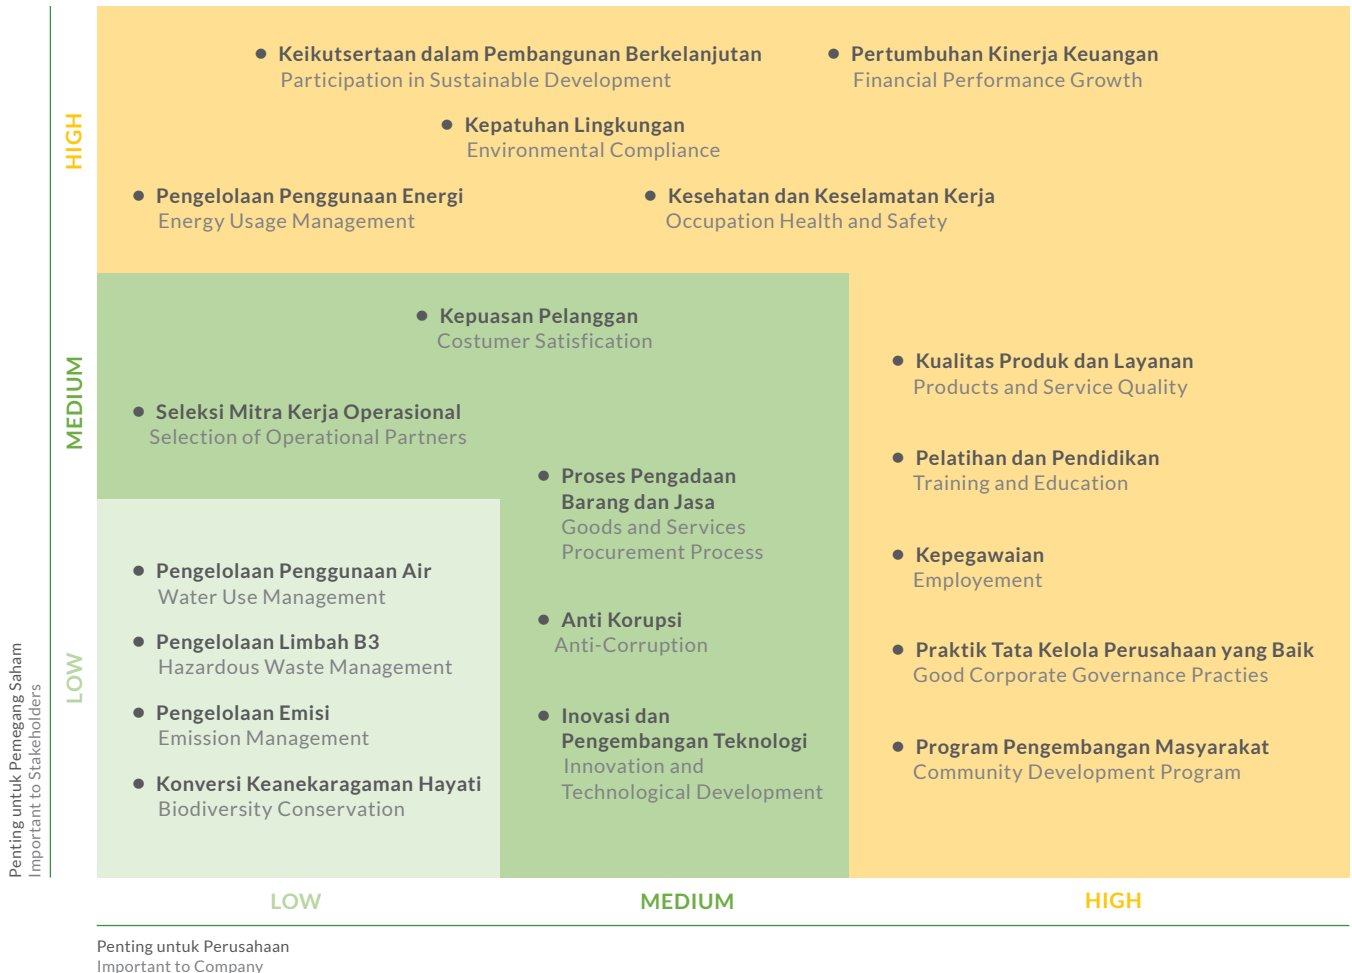 HIGH
● Keikutsertaan dalam Pembangunan Berkelanjutan
Participation in Sustainable Development
● Pertumbuhan Kinerja Keuangan
Financial Performance Growth
● Kepatuhan Lingkungan
Environmental Compliance
● Pengelolaan Penggunaan Energi
Energy Usage Management
● Kesehatan dan Keselamatan Kerja
Occupation Health and Safety
MEDIUM
● Kepuasan Pelanggan
Costumer Satisfication
● Seleksi Mitra Kerja Operasional
Selection of Operational Partners
● Proses Pengadaan
Barang dan Jasa
Goods and Services
Procurement Process
● Anti Korupsi
Anti-Corruption
● Inovasi dan
Pengembangan Teknologi
Innovation and
Technological Development
● Kualitas Produk dan Layanan
Products and Service Quality
● Pelatihan dan Pendidikan
Training and Education
● Kepegawaian
Employement
● Praktik Tata Kelola Perusahaan yang Baik
Good Corporate Governance Practies
● Program Pengembangan Masyarakat
Community Development Program
LOW
● Pengelolaan Penggunaan Air
Water Use Management
● Pengelolaan Limbah B3
Hazardous Waste Management
● Pengelolaan Emisi
Emission Management
● Konversi Keanekaragaman Hayati
Biodiversity Conservation
Penting untuk Pemegang Saham
Important to Stakeholders
LOW
MEDIUM
HIGH
Penting untuk Perusahaan
Important to Company